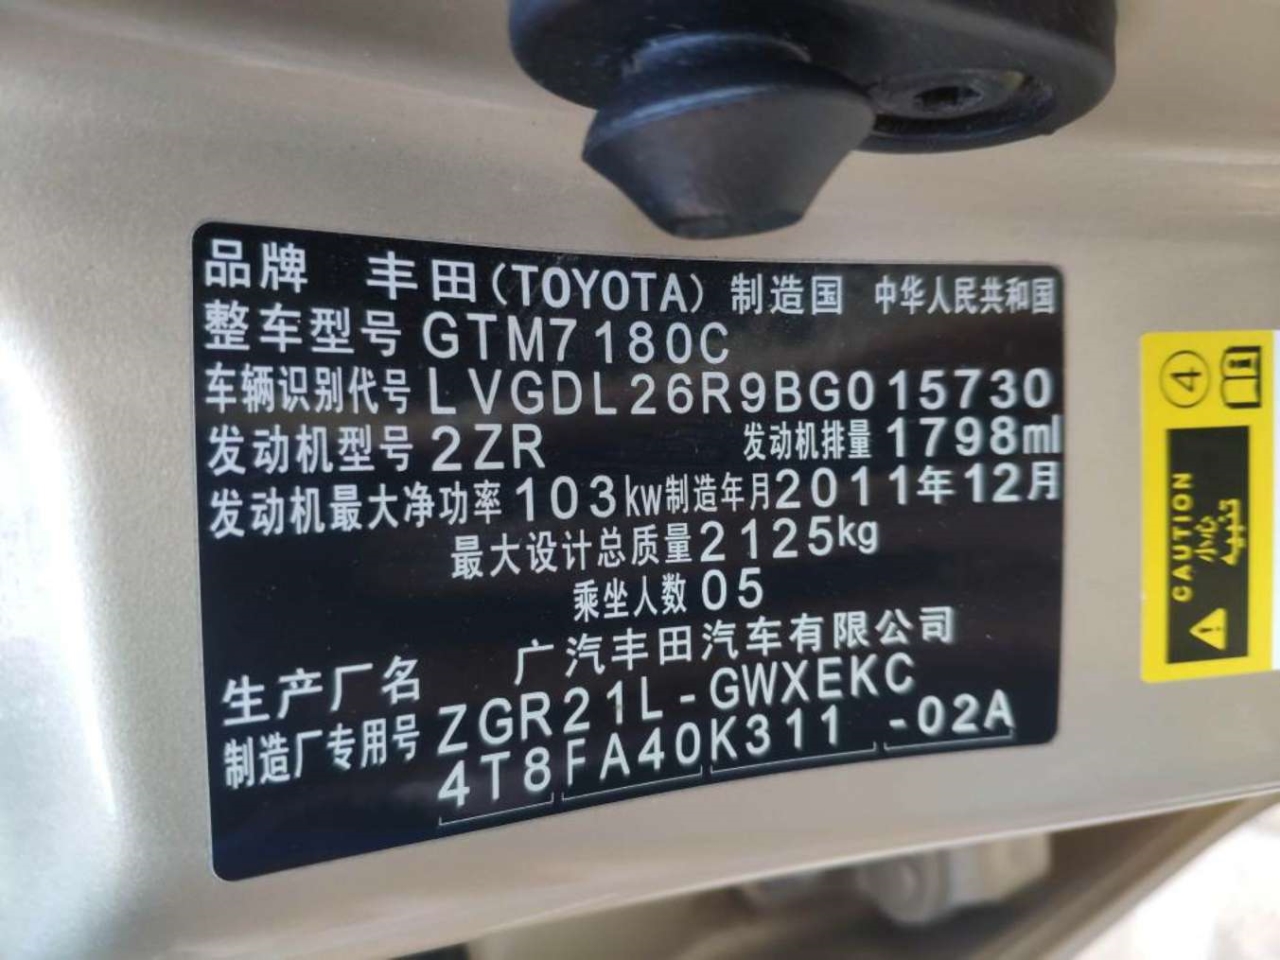 品牌 丰田(TOYOTA) 制造国 中华人民共和国
整车型号 GTM7180C
车辆识别代号 LVGDL26R9BG015730
发动机型号 2ZR 发动机排量 1798ml
发动机最大净功率 103kw 制造年月 2011年12月
最大设计总质量 2125kg
乘坐人数 05
生产厂名 广汽丰田汽车有限公司
制造厂专用号 ZGR21L-GWXEKC
4T8FA40K311 -02A
④
CAUTION
小心
تنبيه